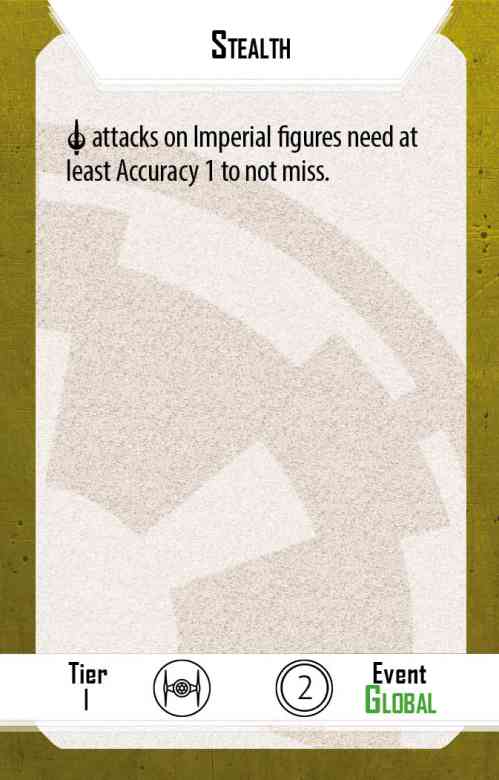 STEALTH
attacks on Imperial figures need at
least Accuracy 1 to not miss.
Tier
I
2
Event
GLOBAL